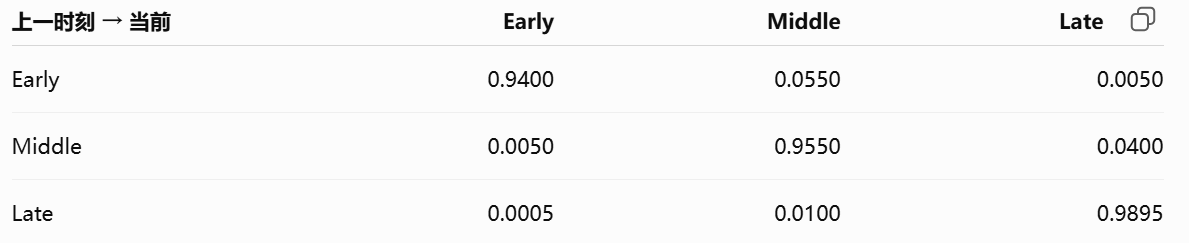 上一时刻 → 当前 Early Middle Late
Early 0.9400 0.0550 0.0050
Middle 0.0050 0.9550 0.0400
Late 0.0005 0.0100 0.9895